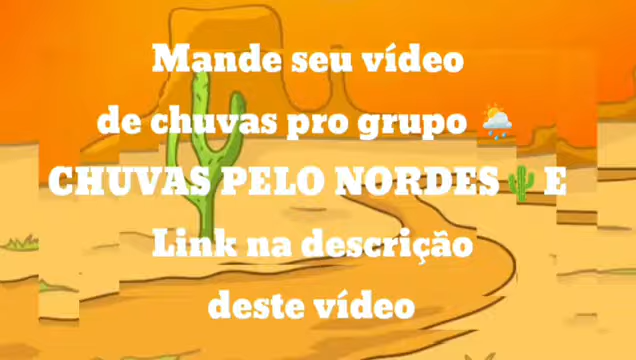 Mande seu vídeo
de chuvas pro grupo 🌦
CHUVAS PELO NORDES🌵E
Link na descrição
deste vídeo